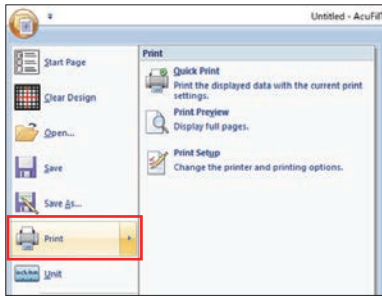 Untitled - AcuFill
Start Page
Clear Design
Open...
Save
Save As...
Print
Unit
Print
Quick Print
Print the displayed data with the current print
settings.
Print Preview
Display full pages.
Print Setup
Change the printer and printing options.